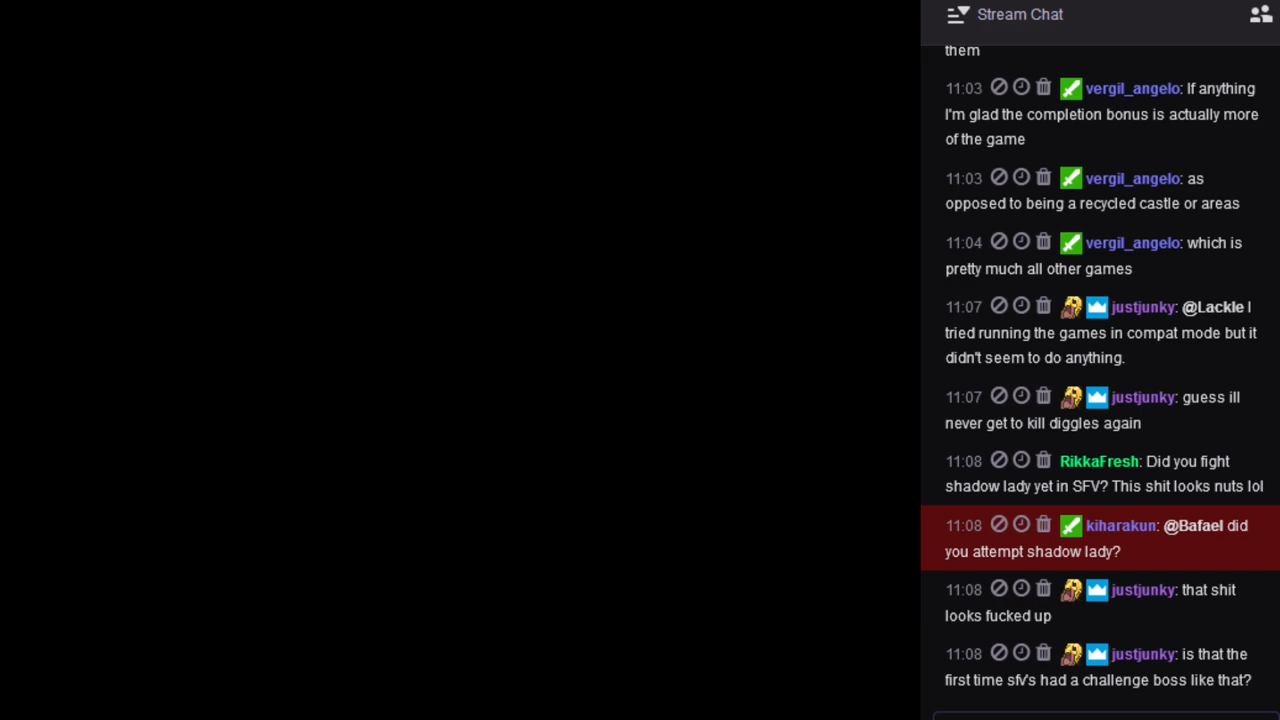 Stream Chat
them
11:03 vergil_angelo: If anything
I'm glad the completion bonus is actually more
of the game
11:03 vergil_angelo: as
opposed to being a recycled castle or areas
11:04 vergil_angelo: which is
pretty much all other games
11:07 justjunky: @Lackle I
tried running the games in compat mode but it
didn't seem to do anything.
11:07 justjunky: guess ill
never get to kill diggles again
11:08 RikkaFresh: Did you fight
shadow lady yet in SFV? This shit looks nuts lol
11:08 kiharakun: @Bafael did
you attempt shadow lady?
11:08 justjunky: that shit
looks fucked up
11:08 justjunky: is that the
first time sfv's had a challenge boss like that?